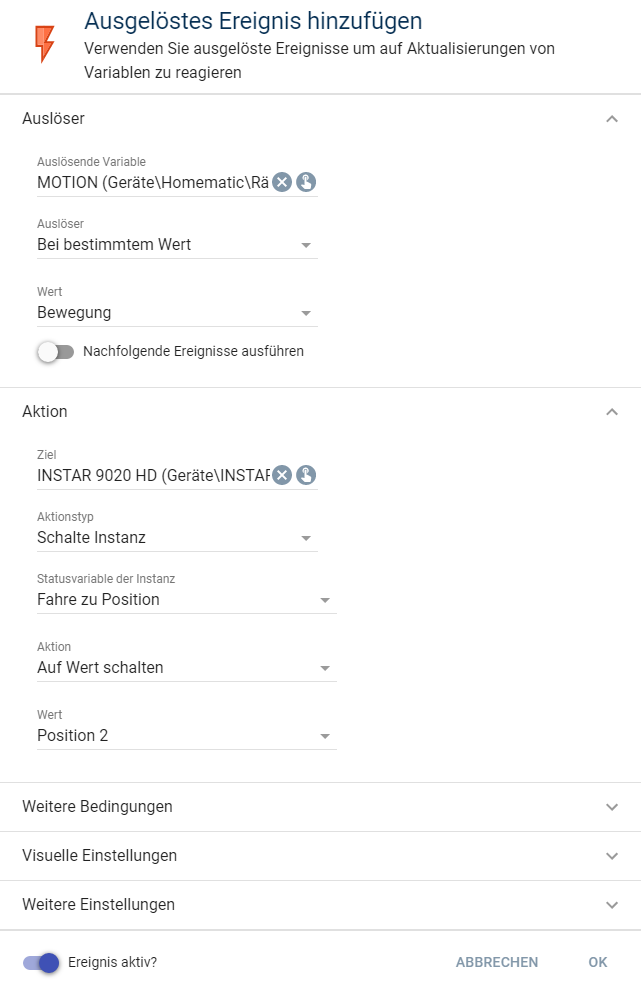 Ausgelöstes Ereignis hinzufügen
Verwenden Sie ausgelöste Ereignisse um auf Aktualisierungen von
Variablen zu reagieren
Auslöser
Auslösende Variable
MOTION (Geräte\Homematic\Rä
Auslöser
Bei bestimmtem Wert
Wert
Bewegung
Nachfolgende Ereignisse ausführen
Aktion
Ziel
INSTAR 9020 HD (Geräte\INSTAR
Aktionstyp
Schalte Instanz
Statusvariable der Instanz
Fahre zu Position
Aktion
Auf Wert schalten
Wert
Position 2
Weitere Bedingungen
Visuelle Einstellungen
Weitere Einstellungen
Ereignis aktiv?
ABBRECHEN
OK